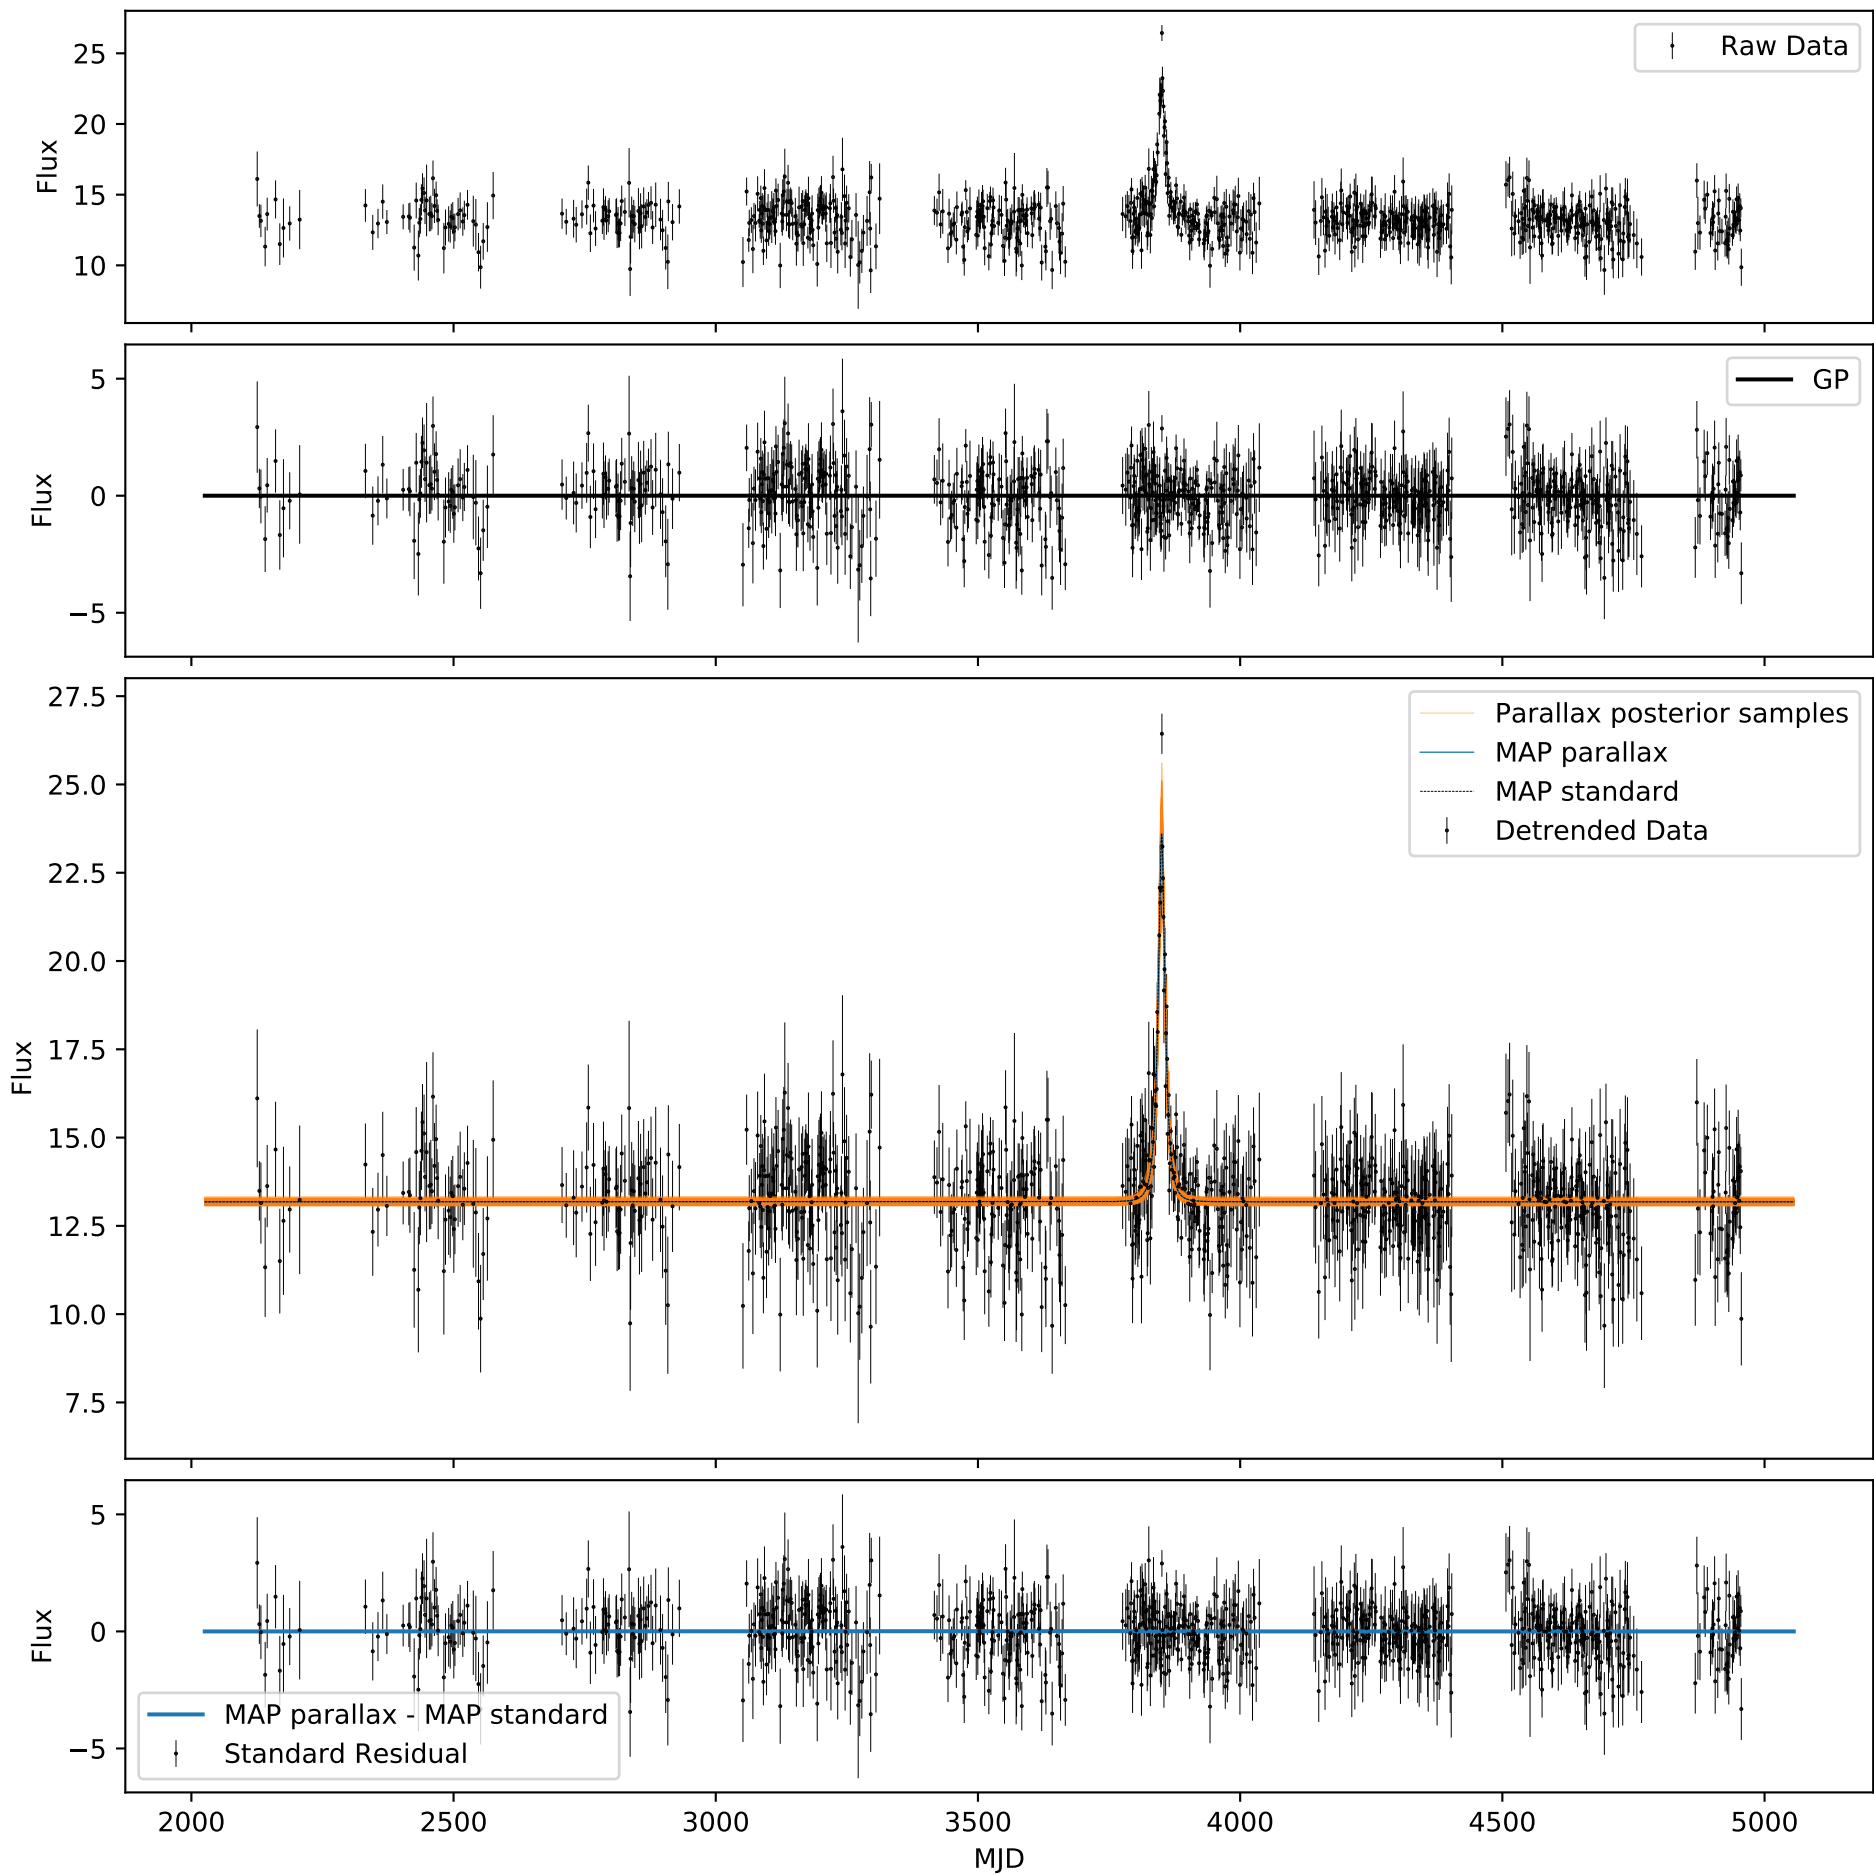 25
20
15
10
Flux
Raw Data
5
0
−5
Flux
GP
27.5
25.0
22.5
20.0
17.5
15.0
12.5
10.0
7.5
Flux
Parallax posterior samples
MAP parallax
MAP standard
Detrended Data
5
0
−5
Flux
MAP parallax - MAP standard
Standard Residual
2000 2500 3000 3500 4000 4500 5000
MJD